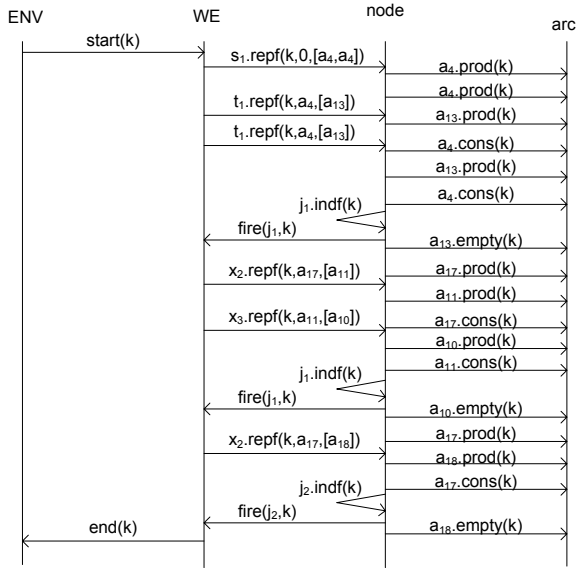 ENV WE node arc
start(k)
s₁.repf(k,0,[a₄,a₄])
a₄.prod(k)
a₄.prod(k)
t₁.repf(k,a₄,[a₁₃])
a₁₃.prod(k)
t₁.repf(k,a₄,[a₁₃])
a₄.cons(k)
a₁₃.prod(k)
a₄.cons(k)
j₁.indf(k)
fire(j₁,k)
a₁₃.empty(k)
x₂.repf(k,a₁₇,[a₁₁])
a₁₇.prod(k)
a₁₁.prod(k)
x₃.repf(k,a₁₁,[a₁₀])
a₁₇.cons(k)
a₁₀.prod(k)
a₁₁.cons(k)
j₁.indf(k)
fire(j₁,k)
a₁₀.empty(k)
x₂.repf(k,a₁₇,[a₁₈])
a₁₇.prod(k)
a₁₈.prod(k)
a₁₇.cons(k)
j₂.indf(k)
fire(j₂,k)
end(k)
a₁₈.empty(k)